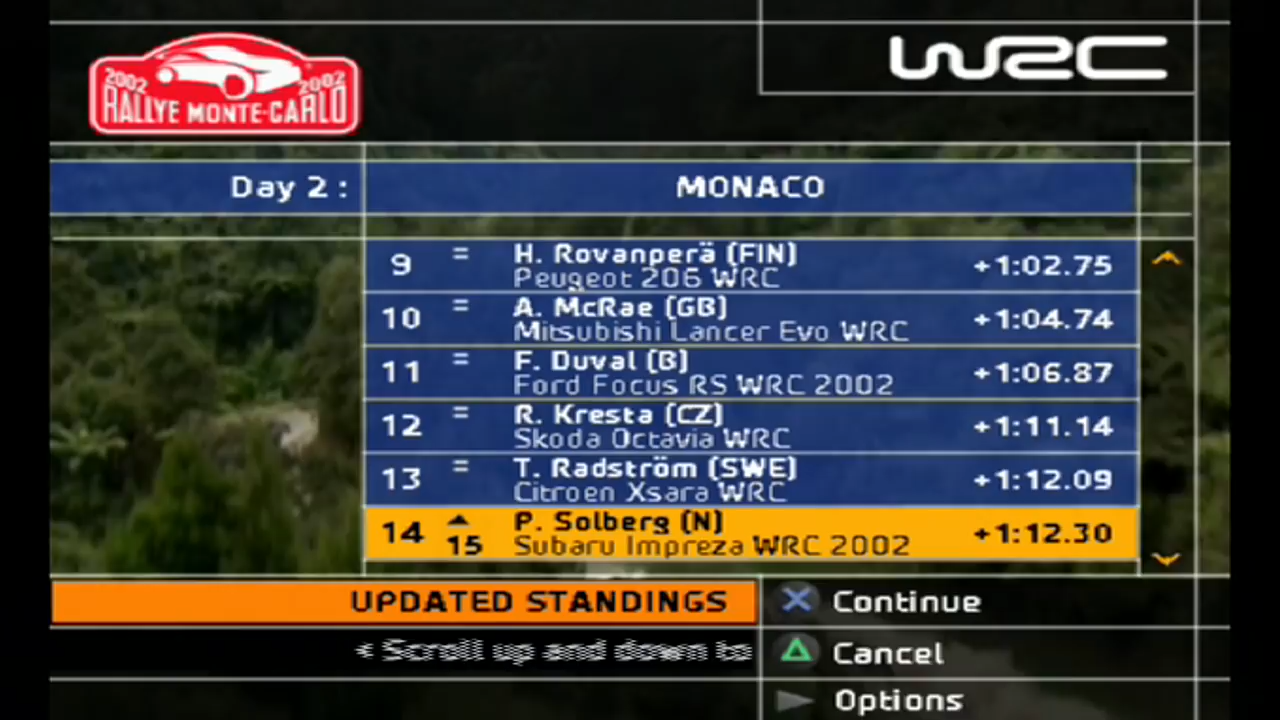 2002 2002
RALLYE MONTE-CARLO
WRC
Day 2 :
MONACO
9 = H. Rovanperä (FIN) +1:02.75
Peugeot 206 WRC
10 = A. McRae (GB) +1:04.74
Mitsubishi Lancer Evo WRC
11 = F. Duval (B) +1:06.87
Ford Focus RS WRC 2002
12 = R. Kresta (CZ) +1:11.14
Skoda Octavia WRC
13 = T. Radström (SWE) +1:12.09
Citroen Xsara WRC
14 15 P. Solberg (N) +1:12.30
Subaru Impreza WRC 2002
UPDATED STANDINGS
Continue
< Scroll up and down to
Cancel
Options